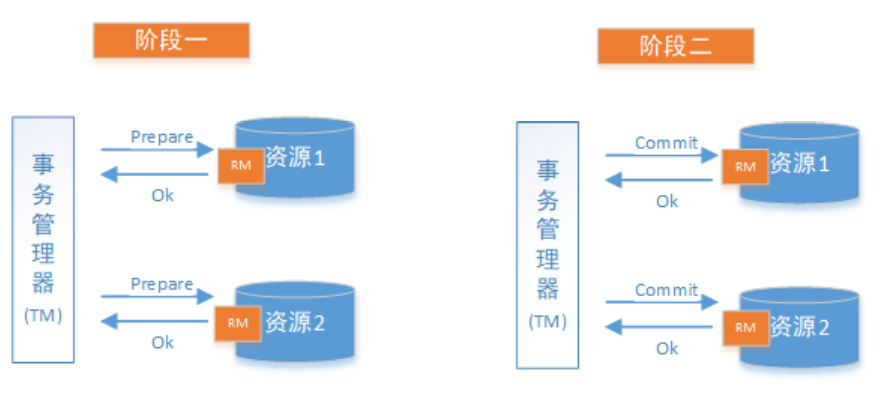 阶段一
事务管理器
(TM)
Prepare
Ok
RM
资源1
Prepare
Ok
RM
资源2
阶段二
事务管理器
(TM)
Commit
Ok
RM
资源1
Commit
Ok
RM
资源2